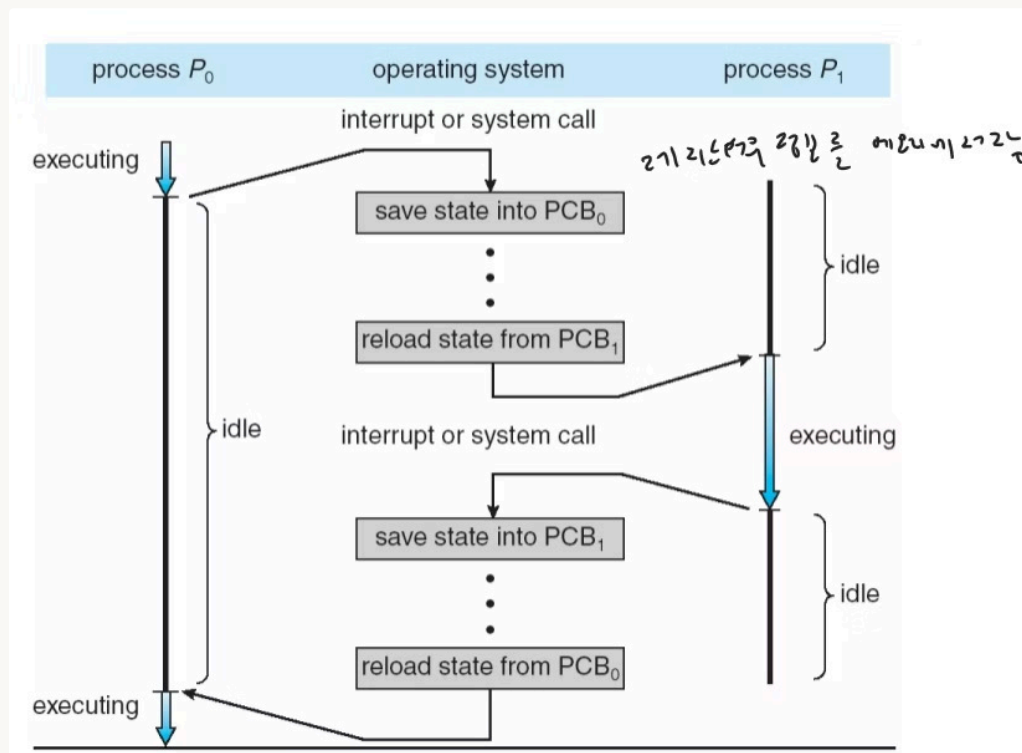 process P₀ operating system process P₁
interrupt or system call
executing
save state into PCB₀
idle
reload state from PCB₁
idle
interrupt or system call
executing
save state into PCB₁
idle
reload state from PCB₀
executing